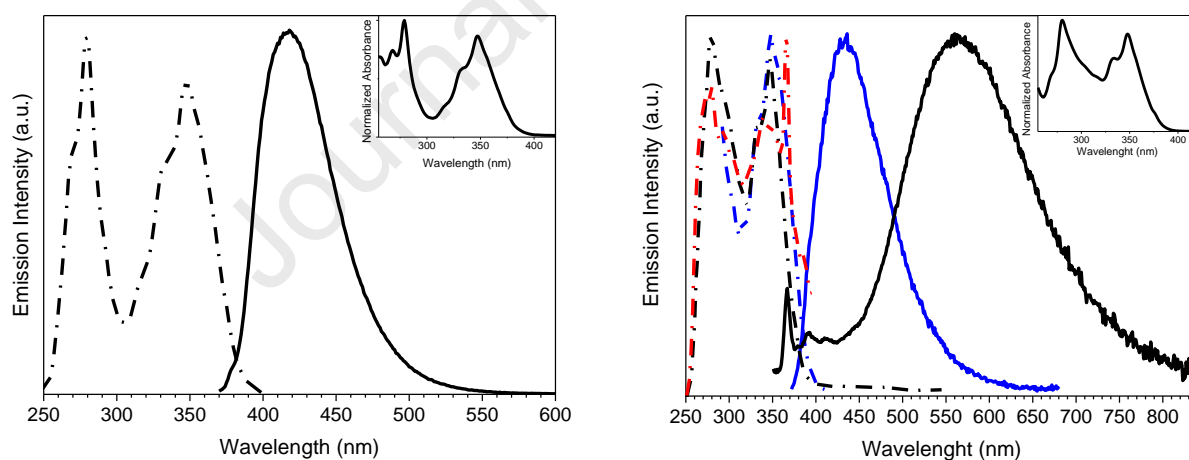 Journal
Emission Intensity (a.u.)
Normalized Absorbance
300 350 400
Wavelength (nm)
250 300 350 400 450 500 550 600
Wavelength (nm)
Emission Intensity (a.u.)
Normalized Absorbance
300 350 400
Wavelenght (nm)
250 300 350 400 450 500 550 600 650 700 750 800
Wavelenght (nm)